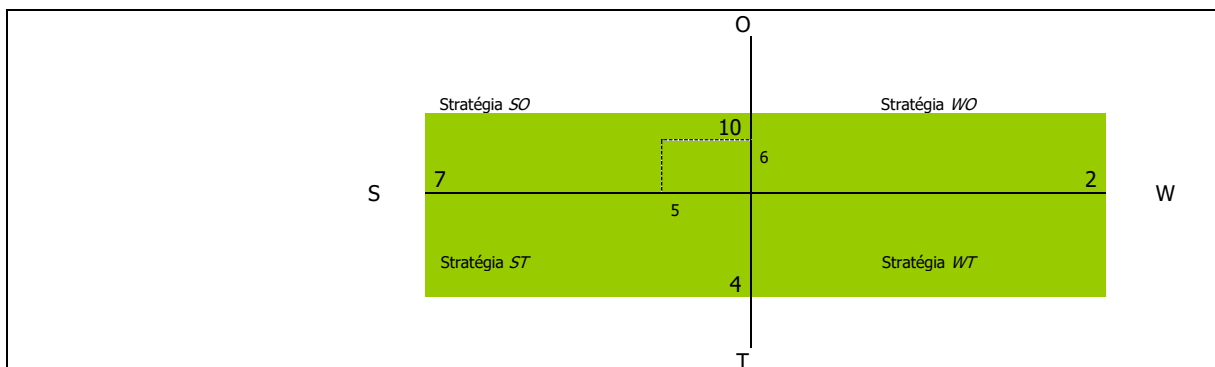 O
Stratégia SO
Stratégia WO
10
6
S
7
2
W
5
Stratégia ST
Stratégia WT
4
T